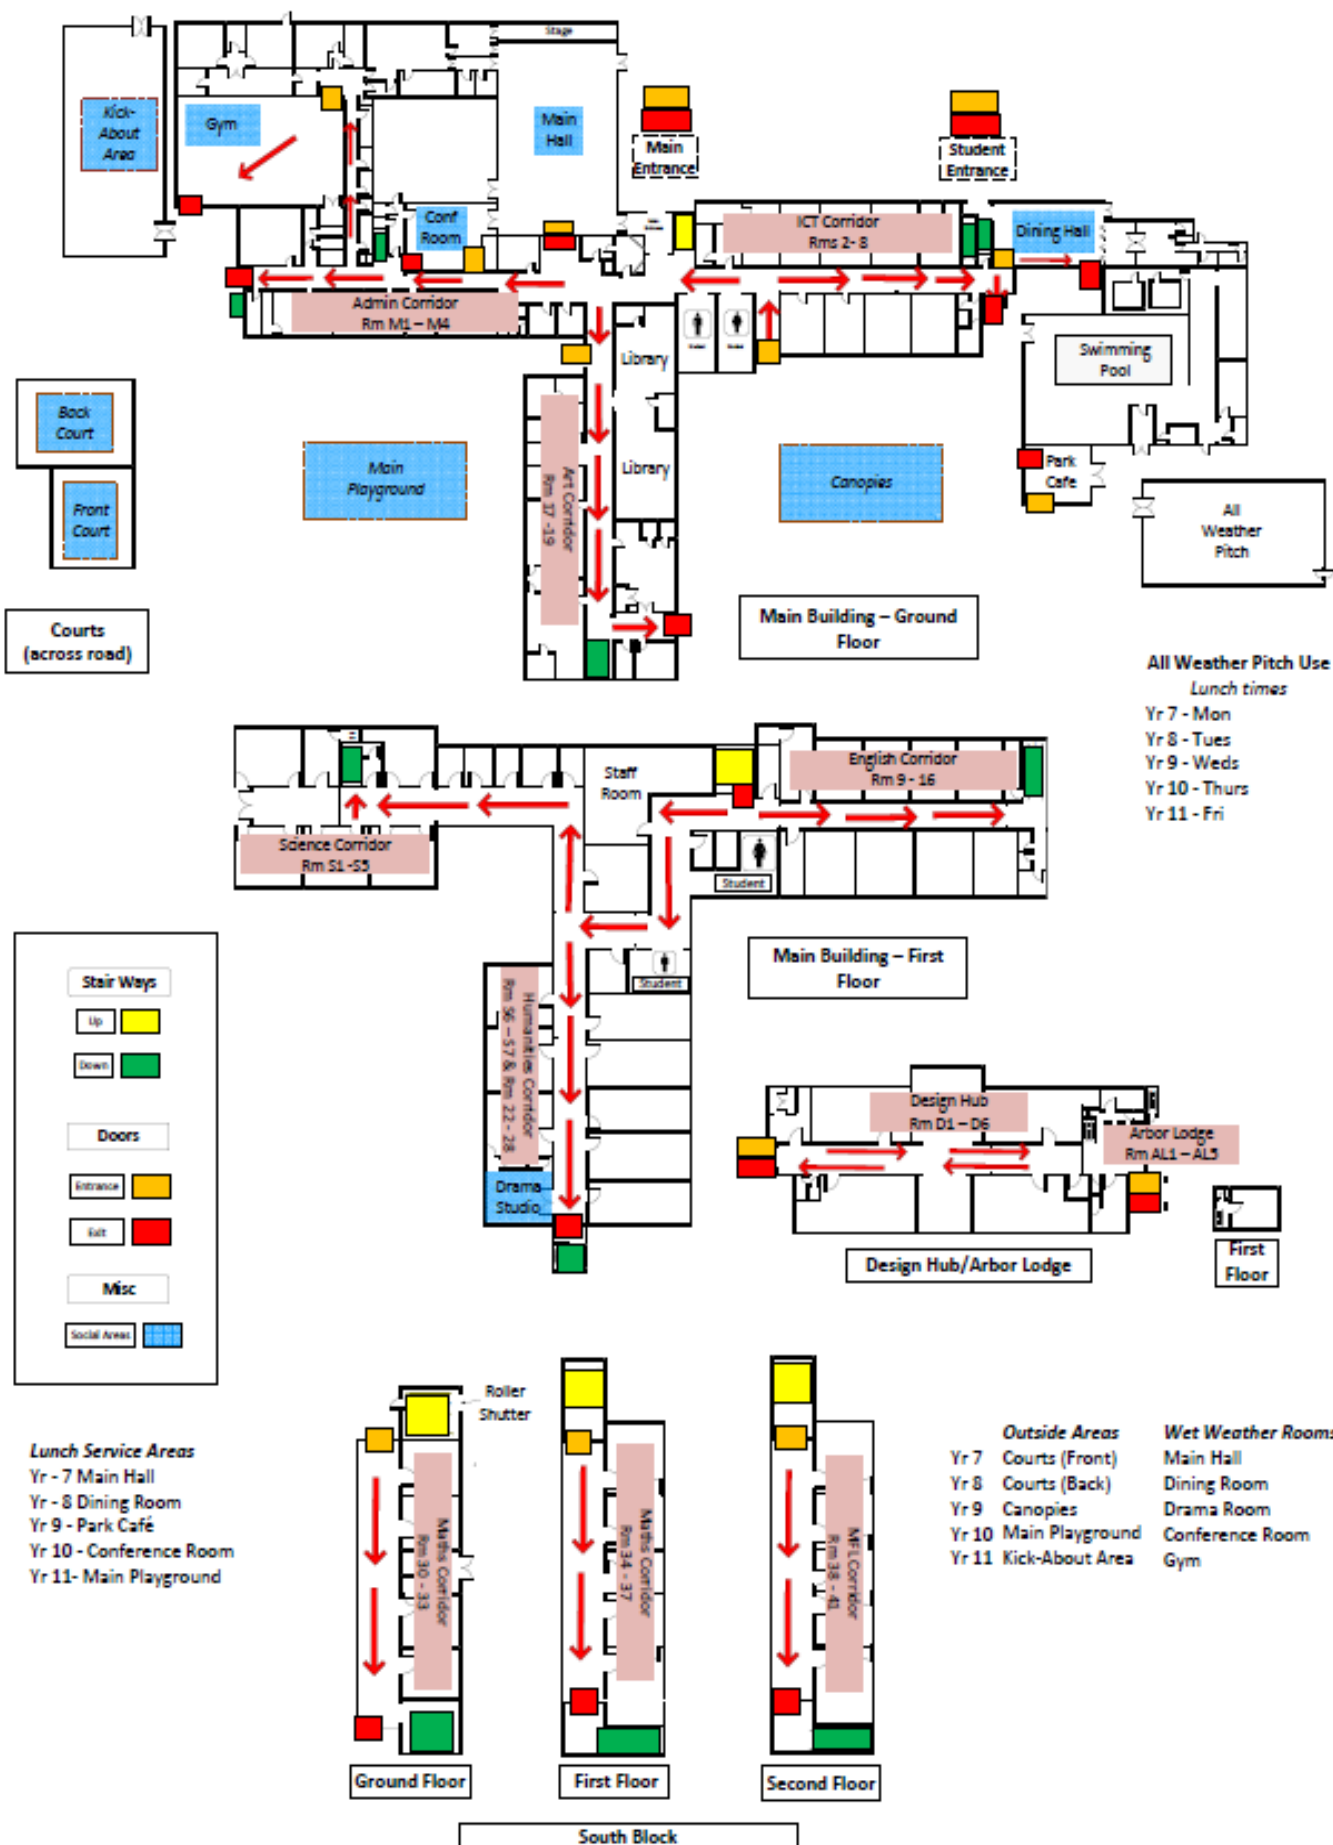 Stage
Kick-
About
Area
Gym
Main
Hall
Main
Entrance
Student
Entrance
Conf
Room
ICT Corridor
Rms 2- 8
Dining Hall
Admin Corridor
Rm M1 – M4
Library
Swimming
Pool
Back
Court
Main
Playground
Library
Art Corridor
Rm 17 -19
Canopies
Park
Cafe
Front
Court
All
Weather
Pitch
Courts
(across road)
Main Building – Ground
Floor
All Weather Pitch Use
Lunch times
Yr 7 - Mon
Yr 8 - Tues
Yr 9 - Weds
Yr 10 - Thurs
Yr 11 - Fri
Staff
Room
English Corridor
Rm 9 - 16
Science Corridor
Rm S1 -S5
Student
Student
Main Building – First
Floor
Humanities Corridor
Rm S6 – S7 & Rm 22 - 28
Drama
Studio
Stair Ways
Up
Down
Doors
Entrance
Exit
Misc
Social Areas
Design Hub
Rm D1 – D6
Arbor Lodge
Rm AL1 – AL5
Design Hub/Arbor Lodge
First
Floor
Roller
Shutter
Lunch Service Areas
Yr - 7 Main Hall
Yr - 8 Dining Room
Yr 9 - Park Café
Yr 10 - Conference Room
Yr 11- Main Playground
Maths Corridor
Rm 30 - 33
Maths Corridor
Rm 34 - 37
MFL Corridor
Rm 38 - 41
Outside Areas Wet Weather Rooms
Yr 7 Courts (Front) Main Hall
Yr 8 Courts (Back) Dining Room
Yr 9 Canopies Drama Room
Yr 10 Main Playground Conference Room
Yr 11 Kick-About Area Gym
Ground Floor
First Floor
Second Floor
South Block